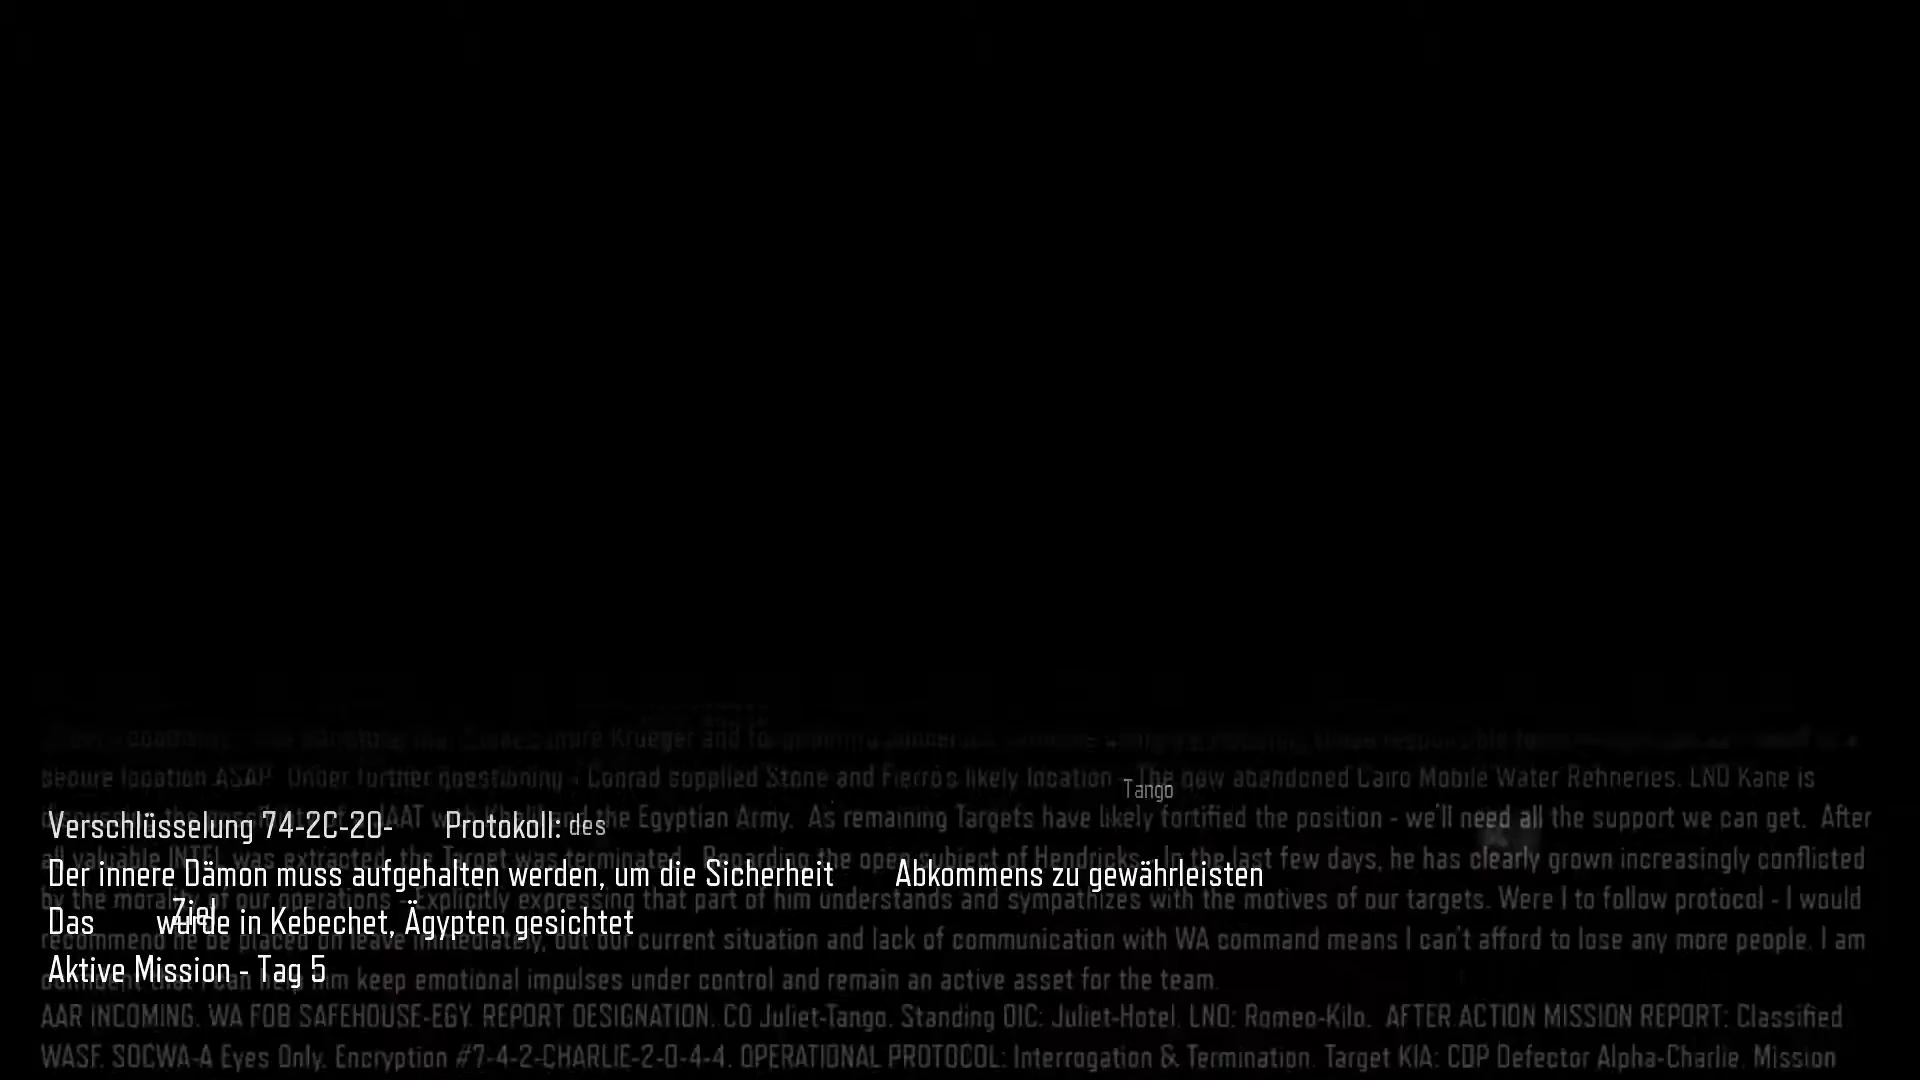 more Krueger and
secure location ASAP. Under further questioning - Conrad supplied Stone and Fierro's likely location - The now abandoned Cairo Mobile Water Refineries. LNO Kane is
Tango
the Egyptian Army. As remaining Targets have likely fortified the position - we'll need all the support we can get. After
Verschlüsselung 74-2C-20- Protokoll: des
all valuable INTEL was extracted, the Target was terminated. Regarding the open of Hendricks - In the last few days, he has clearly grown increasingly conflicted
Der innere Dämon muss aufgehalten werden, um die Sicherheit Abkommens zu gewährleisten
by the morality of our operations - Explicitly expressing that part of him understands and sympathizes with the motives of our targets. Were I to follow protocol - I would
Das Ziel wurde in Kebechet, Ägypten gesichtet
recommend he be placed on leave immediately, but our current situation and lack of communication with WA command means I can't afford to lose any more people. I am
Aktive Mission - Tag 5
keep emotional impulses under control and remain an active asset for the team.
AAR INCOMING. WA FOB SAFEHOUSE-EGY. REPORT DESIGNATION. CO Juliet-Tango. Standing OIC: Juliet-Hotel. LNO: Romeo-Kilo. AFTER ACTION MISSION REPORT: Classified
WASF. SOCWA-A Eyes Only. Encryption #7-4-2-CHARLIE-2-0-4-4. OPERATIONAL PROTOCOL: Interrogation & Termination. Target KIA: CDP Defector Alpha-Charlie. Mission